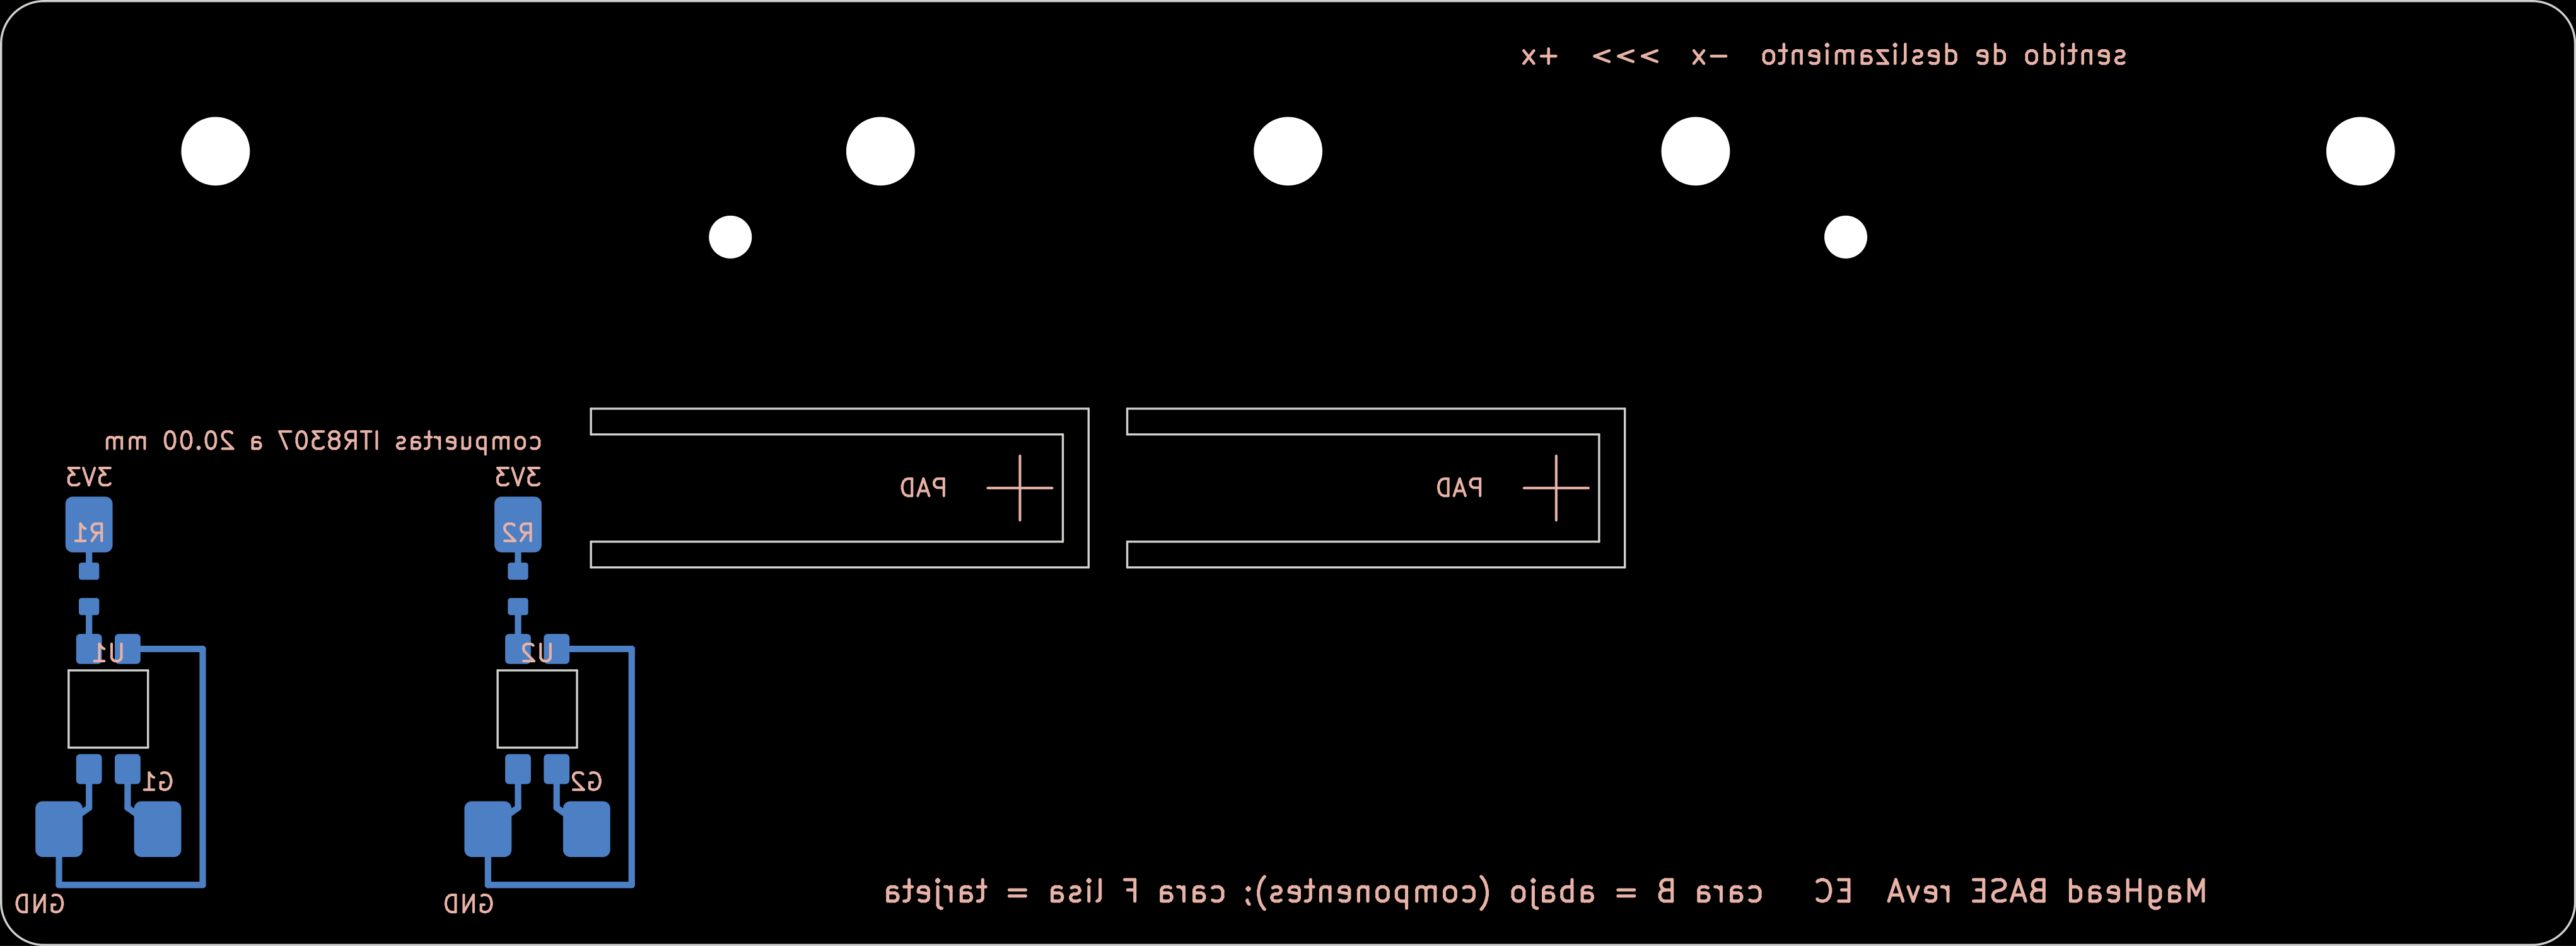 sentido de deslizamiento -x >>> +x
compuertas ITR8307 a 20.00 mm
3V3
3V3
R1
R2
PAD
PAD
U1
U2
G1
G2
GND
GND
MagHead BASE revA EC cara B = abajo (componentes); cara F lisa = tarjeta